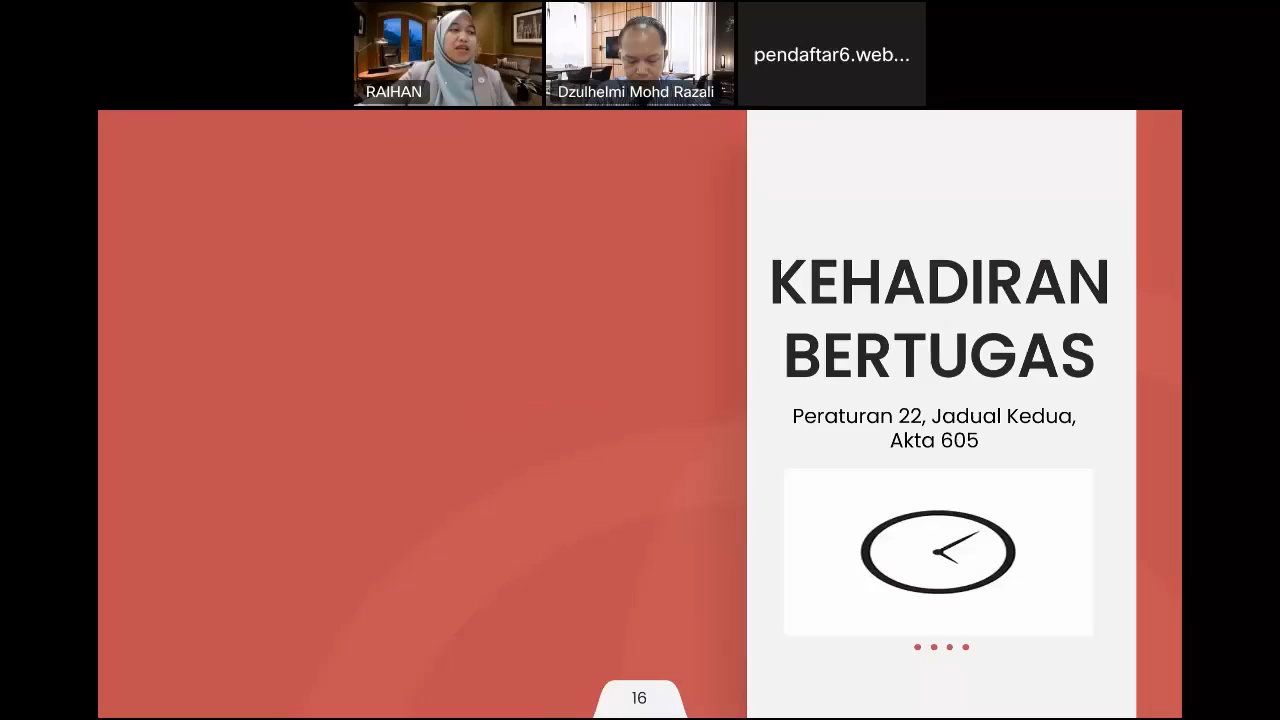 RAIHAN
Dzulhelmi Mohd Razali
pendaftar6.web...
KEHADIRAN
BERTUGAS
Peraturan 22, Jadual Kedua,
Akta 605
16